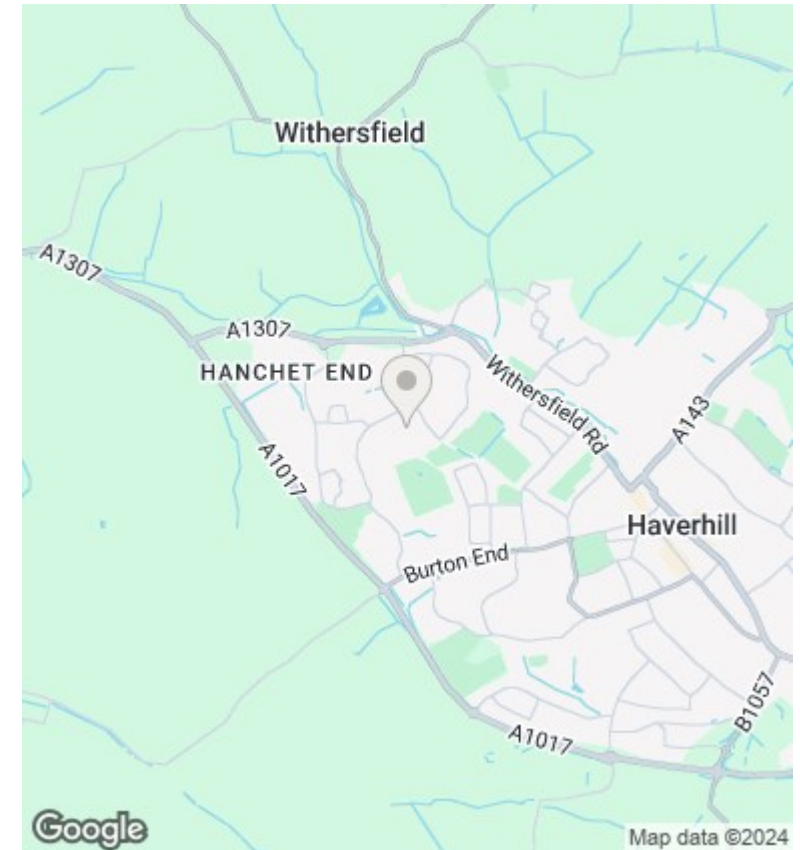 Withersfield
A1307
A1307
HANCHET END
Withersfield Rd
A143
A1017
Haverhill
Burton End
B1057
A1017
Google
Map data ©2024